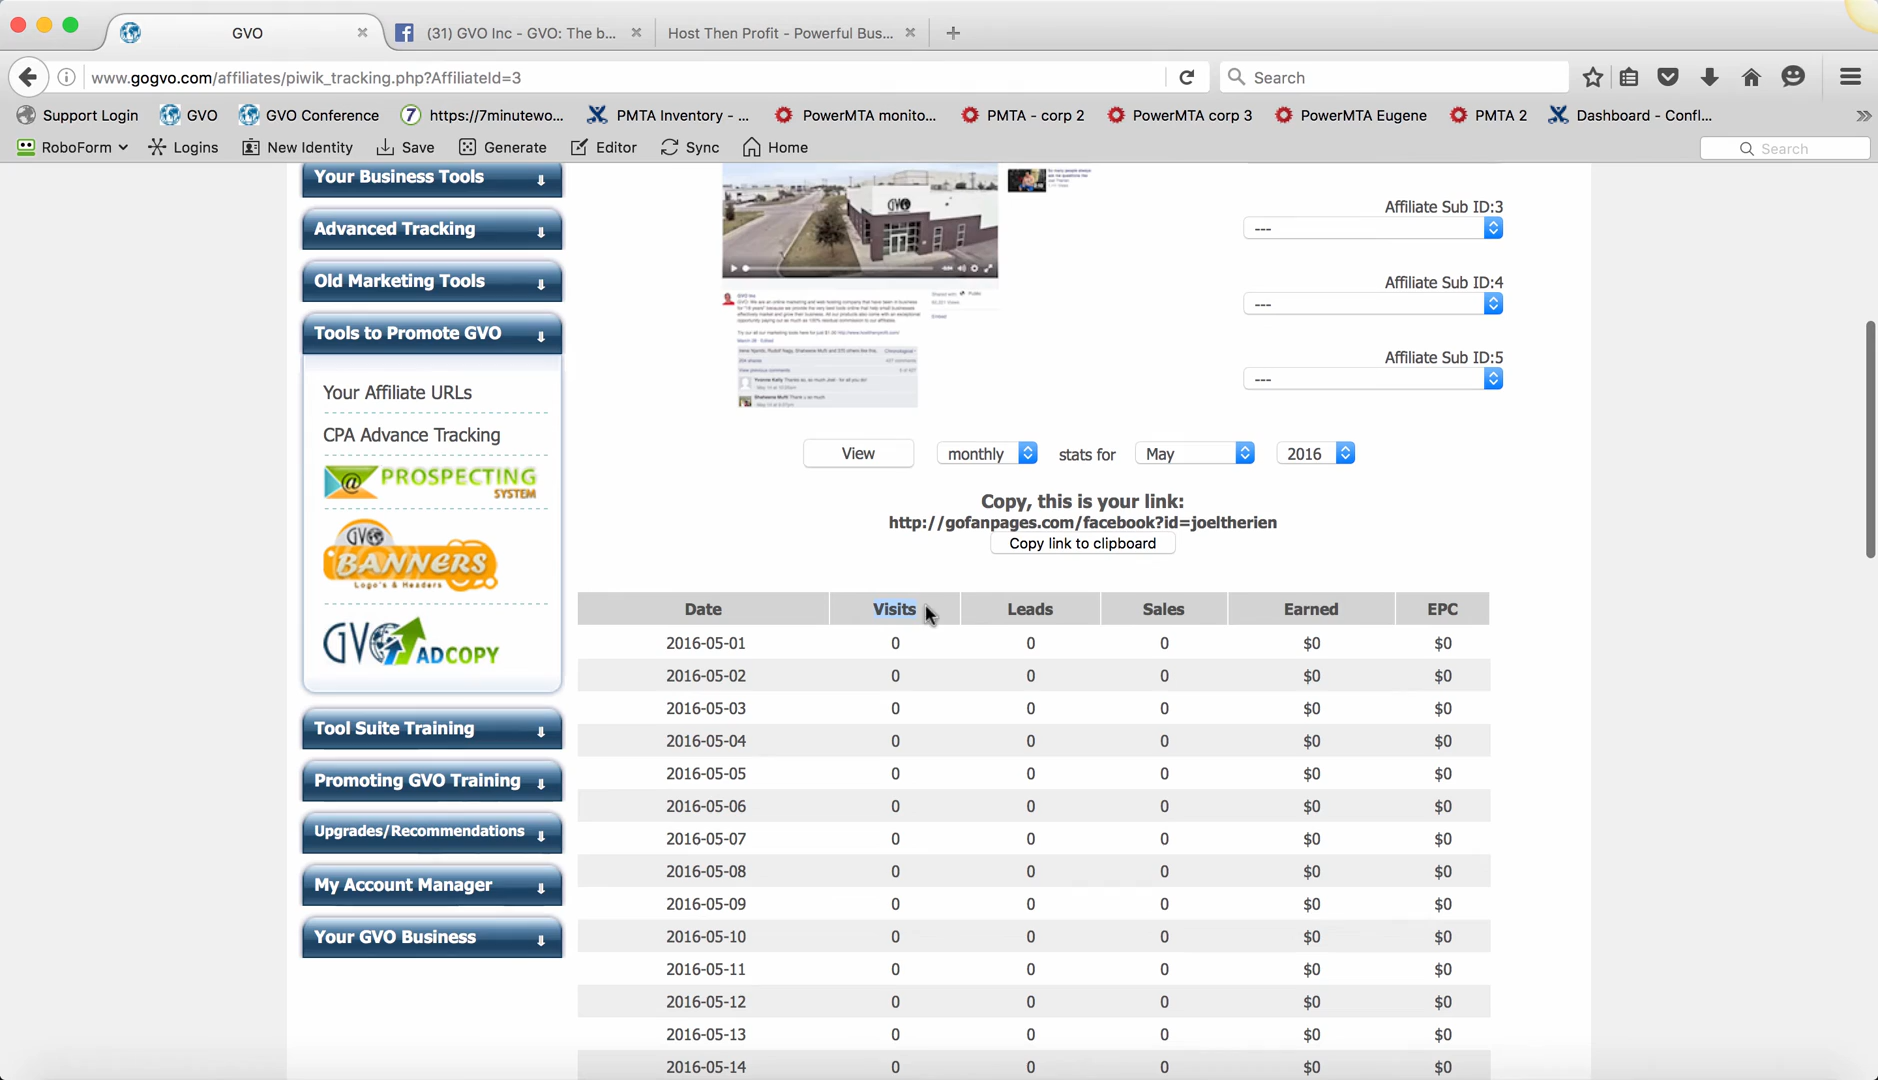 GVO
(31) GVO Inc - GVO: The b...
Host Then Profit - Powerful Bus...
www.gogvo.com/affiliates/piwik_tracking.php?AffiliateId=3
Search
Support Login
GVO
GVO Conference
https://7minutewo...
PMTA Inventory - ...
PowerMTA monito...
PMTA - corp 2
PowerMTA corp 3
PowerMTA Eugene
PMTA 2
Dashboard - Confl...
RoboForm
Logins
New Identity
Save
Generate
Editor
Sync
Home
Search
Your Business Tools
Advanced Tracking
Old Marketing Tools
Tools to Promote GVO
Your Affiliate URLs
CPA Advance Tracking
PROSPECTING
SYSTEM
GVO
BANNERS
Logo's & Headers
GVO ADCOPY
Tool Suite Training
Promoting GVO Training
Upgrades/Recommendations
My Account Manager
Your GVO Business
GVO
Affiliate Sub ID:3
---
Affiliate Sub ID:4
---
Affiliate Sub ID:5
---
View monthly stats for May 2016
Copy, this is your link:
http://gofanpages.com/facebook?id=joeltherien
Copy link to clipboard
Date Visits Leads Sales Earned EPC
2016-05-01 0 0 0 $0 $0
2016-05-02 0 0 0 $0 $0
2016-05-03 0 0 0 $0 $0
2016-05-04 0 0 0 $0 $0
2016-05-05 0 0 0 $0 $0
2016-05-06 0 0 0 $0 $0
2016-05-07 0 0 0 $0 $0
2016-05-08 0 0 0 $0 $0
2016-05-09 0 0 0 $0 $0
2016-05-10 0 0 0 $0 $0
2016-05-11 0 0 0 $0 $0
2016-05-12 0 0 0 $0 $0
2016-05-13 0 0 0 $0 $0
2016-05-14 0 0 0 $0 $0